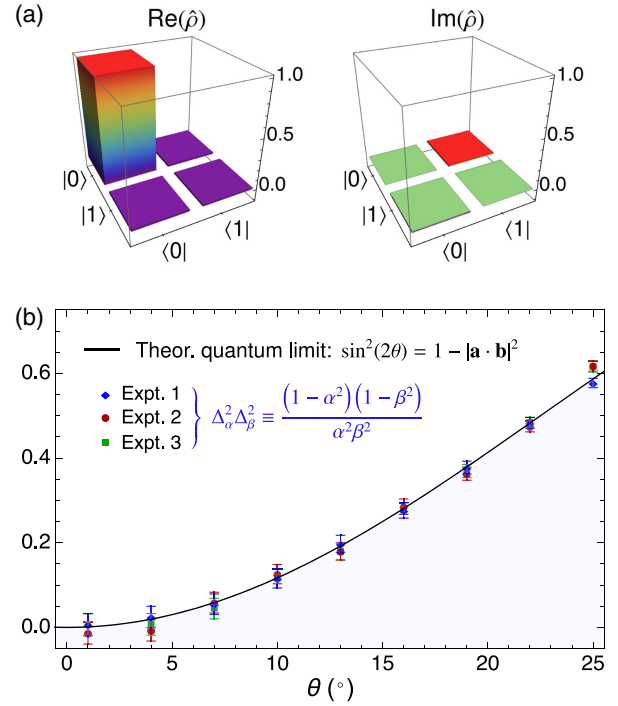 (a)
Re(ρ̂) Im(ρ̂)
1.0 1.0
0.5 0.5
0.0 0.0
|0⟩ |0⟩
|1⟩ |1⟩
⟨1| ⟨1|
⟨0| ⟨0|
(b)
Theor. quantum limit: sin²(2θ) = 1 − |a · b|²
Expt. 1
Expt. 2
Expt. 3
Δ²_α Δ²_β ≡ (1 − α²)(1 − β²) / α²β²
0.6
0.4
0.2
0.0
0 5 10 15 20 25
θ (°)